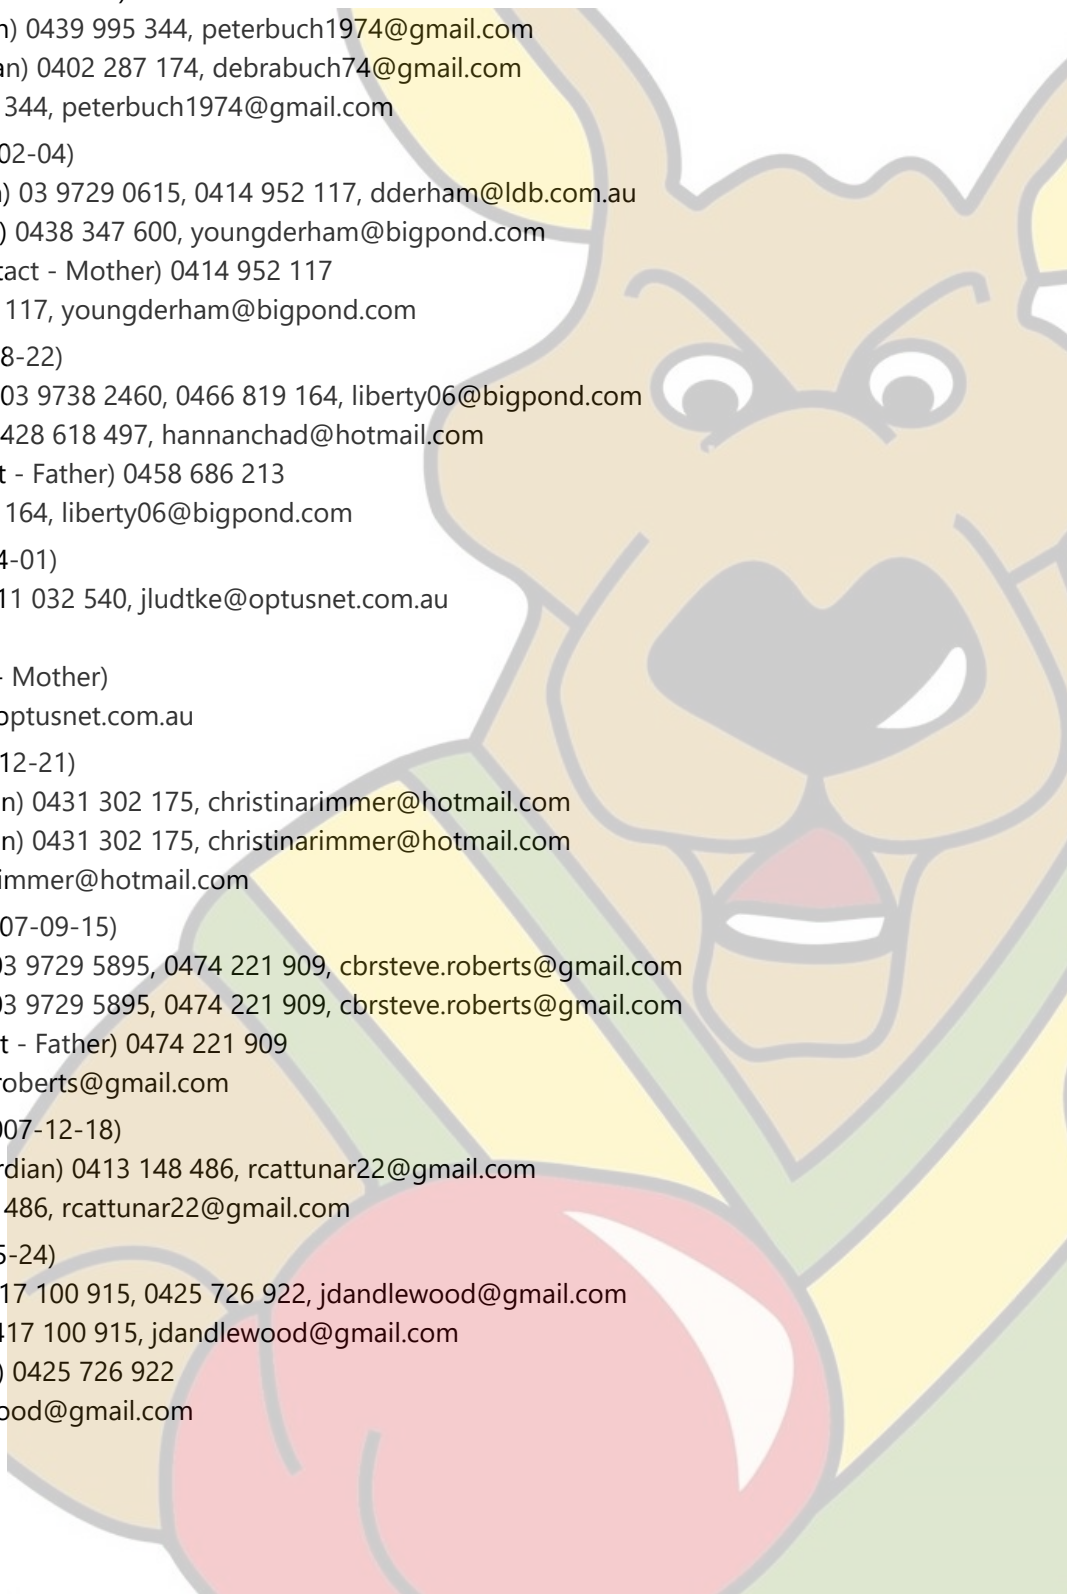 n) 0439 995 344, peterbuch1974@gmail.com
an) 0402 287 174, debrabuch74@gmail.com
344, peterbuch1974@gmail.com
02-04)
) 03 9729 0615, 0414 952 117, dderham@ldb.com.au
) 0438 347 600, youngderham@bigpond.com
tact - Mother) 0414 952 117
117, youngderham@bigpond.com
8-22)
03 9738 2460, 0466 819 164, liberty06@bigpond.com
428 618 497, hannanchad@hotmail.com
t - Father) 0458 686 213
164, liberty06@bigpond.com
4-01)
11 032 540, jludtke@optusnet.com.au
- Mother)
optusnet.com.au
12-21)
n) 0431 302 175, christinarimmer@hotmail.com
n) 0431 302 175, christinarimmer@hotmail.com
immer@hotmail.com
07-09-15)
03 9729 5895, 0474 221 909, cbrsteve.roberts@gmail.com
03 9729 5895, 0474 221 909, cbrsteve.roberts@gmail.com
t - Father) 0474 221 909
roberts@gmail.com
007-12-18)
rdian) 0413 148 486, rcattunar22@gmail.com
486, rcattunar22@gmail.com
5-24)
17 100 915, 0425 726 922, jdandlewood@gmail.com
417 100 915, jdandlewood@gmail.com
) 0425 726 922
ood@gmail.com